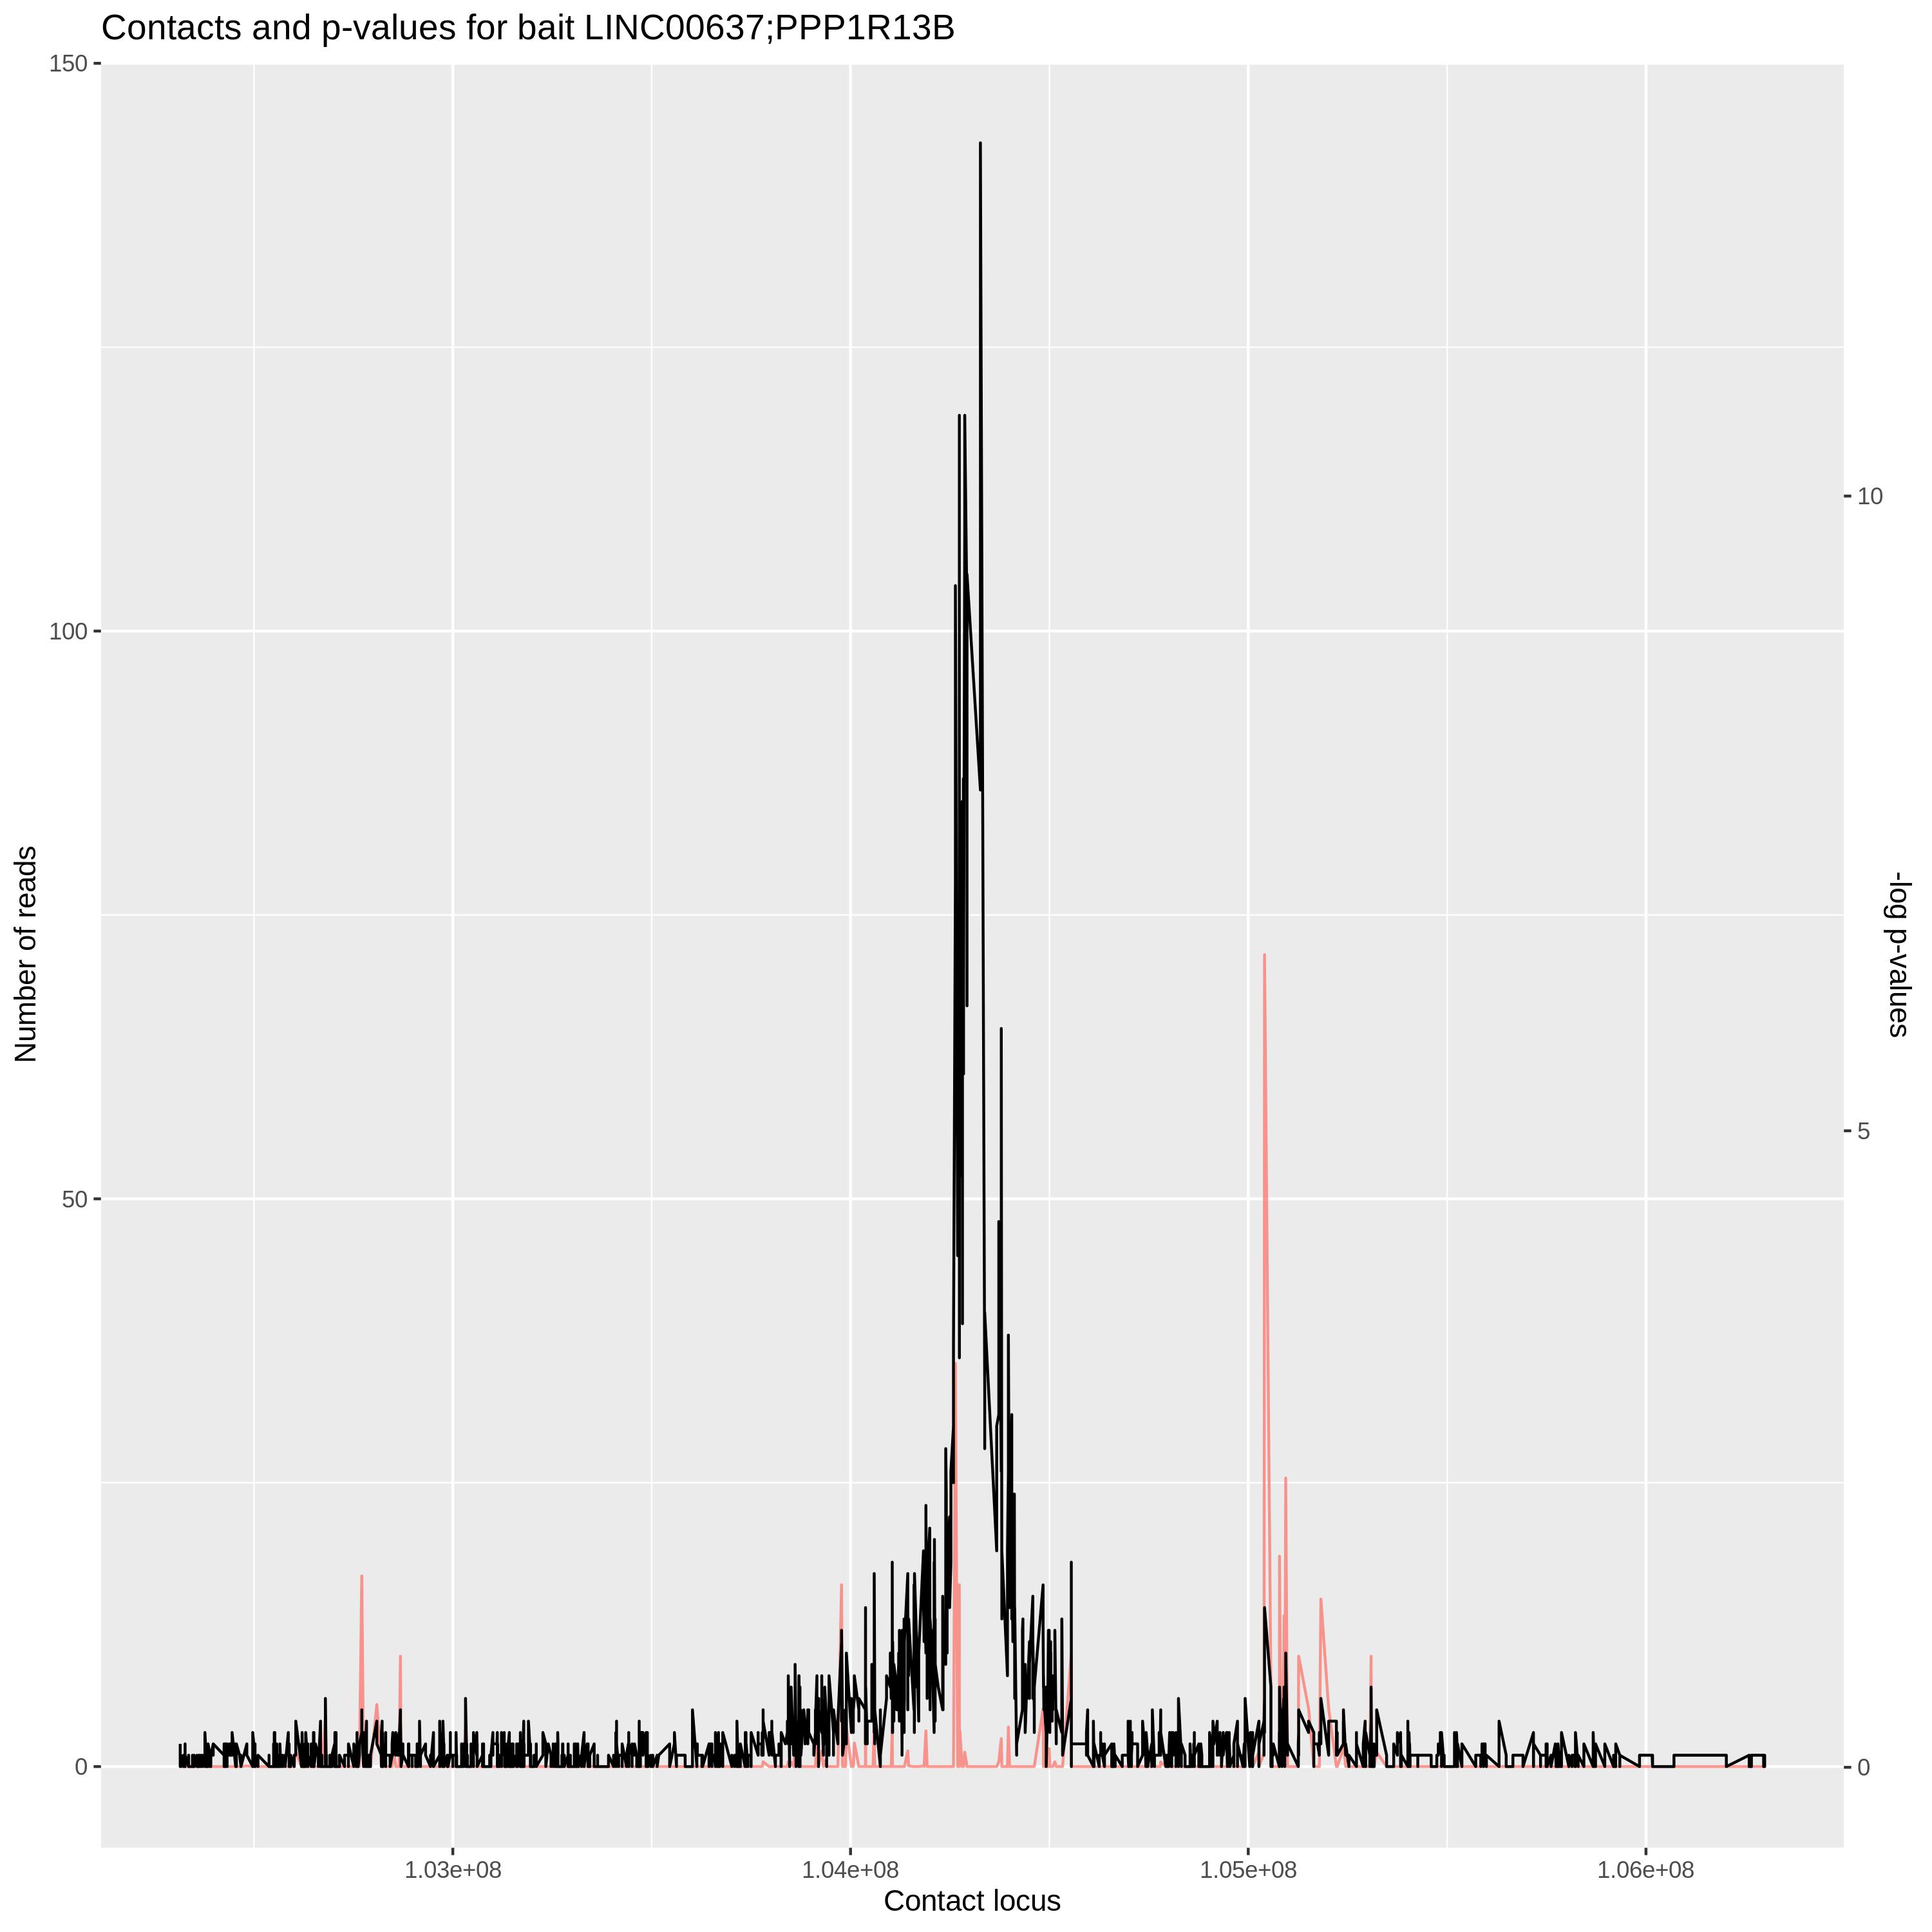 Contacts and p-values for bait LINC00637;PPP1R13B
150
100
50
0
Number of reads
10
5
0
-log p-values
1.03e+08
1.04e+08
1.05e+08
1.06e+08
Contact locus